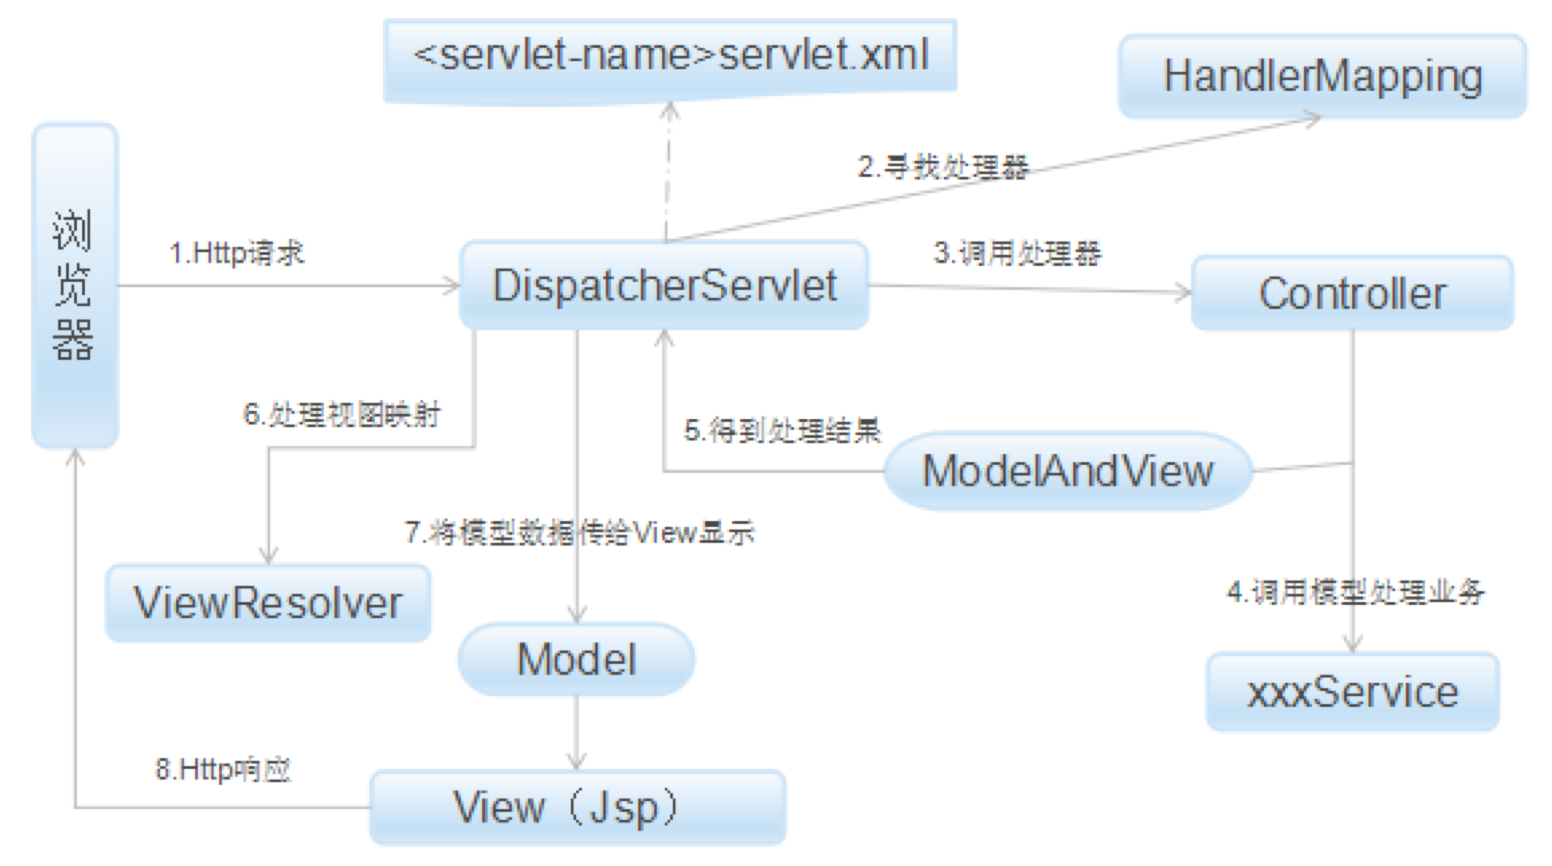 <servlet-name>servlet.xml
HandlerMapping
2.寻找处理器
浏
览
器
1.Http请求
DispatcherServlet
3.调用处理器
Controller
6.处理视图映射
5.得到处理结果
ModelAndView
7.将模型数据传给View显示
ViewResolver
4.调用模型处理业务
Model
xxxService
8.Http响应
View（Jsp）